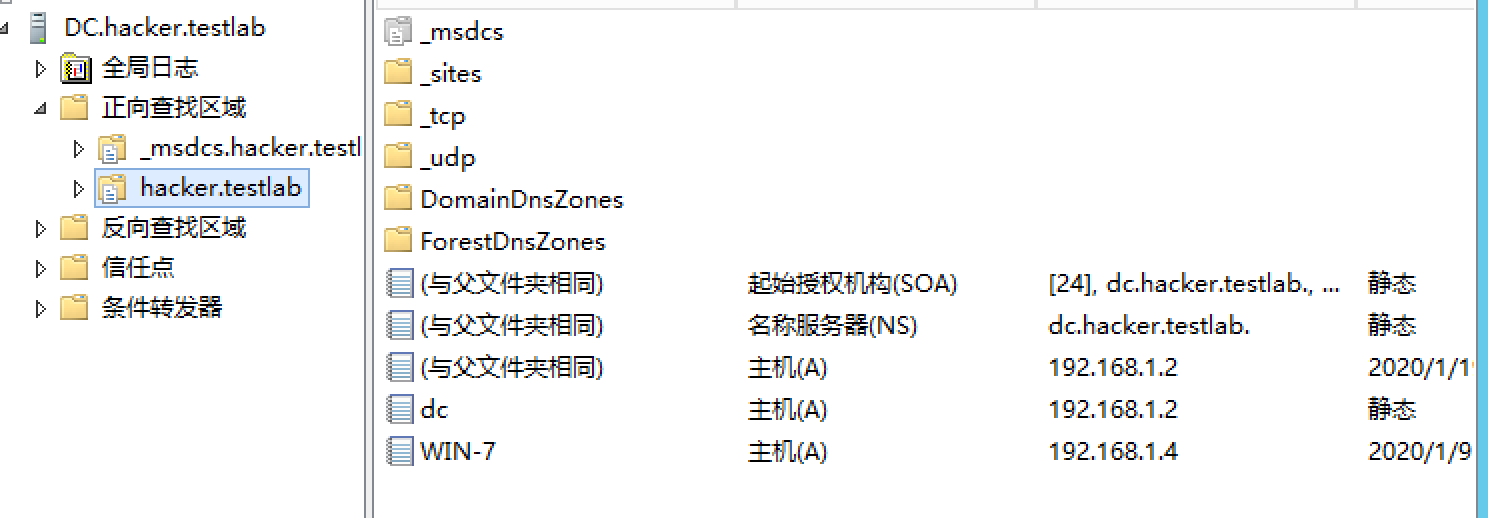 DC.hacker.testlab
全局日志
正向查找区域
_msdcs.hacker.testl
hacker.testlab
反向查找区域
信任点
条件转发器
_msdcs
_sites
_tcp
_udp
DomainDnsZones
ForestDnsZones
(与父文件夹相同) 起始授权机构(SOA) [24], dc.hacker.testlab., ... 静态
(与父文件夹相同) 名称服务器(NS) dc.hacker.testlab. 静态
(与父文件夹相同) 主机(A) 192.168.1.2 2020/1/1
dc 主机(A) 192.168.1.2 静态
WIN-7 主机(A) 192.168.1.4 2020/1/9